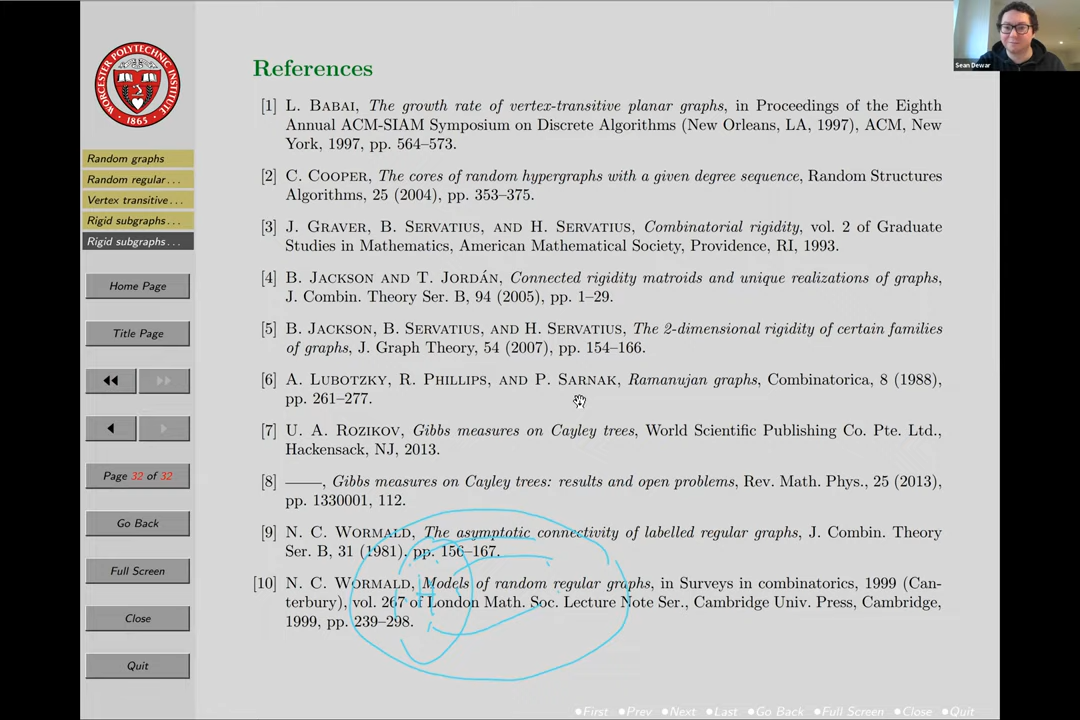 Sean Dewar
WORCESTER POLYTECHNIC INSTITUTE
1865
Random graphs
Random regular . . .
Vertex transitive . . .
Rigid subgraphs . . .
Rigid subgraphs . . .
Home Page
Title Page
Page 32 of 32
Go Back
Full Screen
Close
Quit
References
[1] L. BABAI, The growth rate of vertex-transitive planar graphs, in Proceedings of the Eighth
Annual ACM-SIAM Symposium on Discrete Algorithms (New Orleans, LA, 1997), ACM, New
York, 1997, pp. 564–573.
[2] C. COOPER, The cores of random hypergraphs with a given degree sequence, Random Structures
Algorithms, 25 (2004), pp. 353–375.
[3] J. GRAVER, B. SERVATIUS, AND H. SERVATIUS, Combinatorial rigidity, vol. 2 of Graduate
Studies in Mathematics, American Mathematical Society, Providence, RI, 1993.
[4] B. JACKSON AND T. JORDÁN, Connected rigidity matroids and unique realizations of graphs,
J. Combin. Theory Ser. B, 94 (2005), pp. 1–29.
[5] B. JACKSON, B. SERVATIUS, AND H. SERVATIUS, The 2-dimensional rigidity of certain families
of graphs, J. Graph Theory, 54 (2007), pp. 154–166.
[6] A. LUBOTZKY, R. PHILLIPS, AND P. SARNAK, Ramanujan graphs, Combinatorica, 8 (1988),
pp. 261–277.
[7] U. A. ROZIKOV, Gibbs measures on Cayley trees, World Scientific Publishing Co. Pte. Ltd.,
Hackensack, NJ, 2013.
[8] ——, Gibbs measures on Cayley trees: results and open problems, Rev. Math. Phys., 25 (2013),
pp. 1330001, 112.
[9] N. C. WORMALD, The asymptotic connectivity of labelled regular graphs, J. Combin. Theory
Ser. B, 31 (1981), pp. 156–167.
[10] N. C. WORMALD, Models of random regular graphs, in Surveys in combinatorics, 1999 (Can-
terbury), vol. 267 of London Math. Soc. Lecture Note Ser., Cambridge Univ. Press, Cambridge,
1999, pp. 239–298.
H
•First •Prev •Next •Last •Go Back •Full Screen •Close •Quit